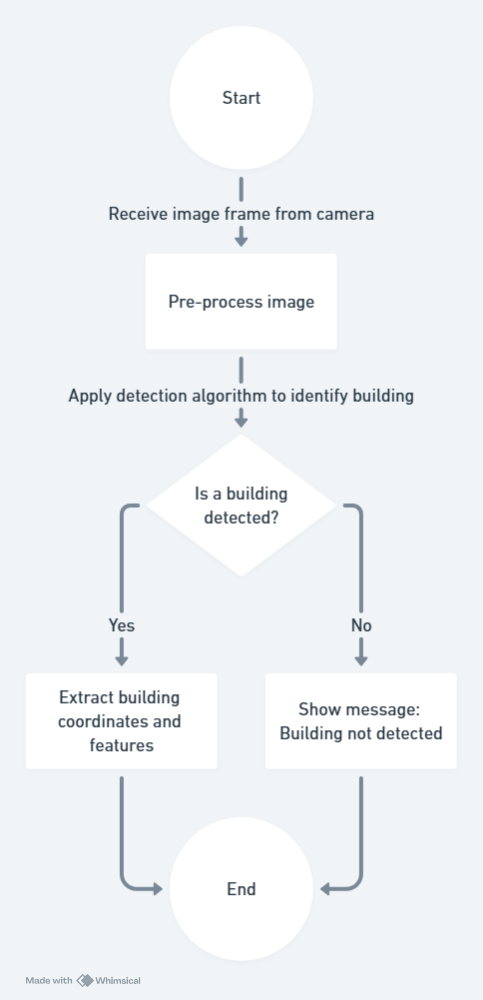 Start
Receive image frame from camera
Pre-process image
Apply detection algorithm to identify building
Is a building
detected?
Yes
No
Extract building
coordinates and
features
Show message:
Building not detected
End
Made with Whimsical